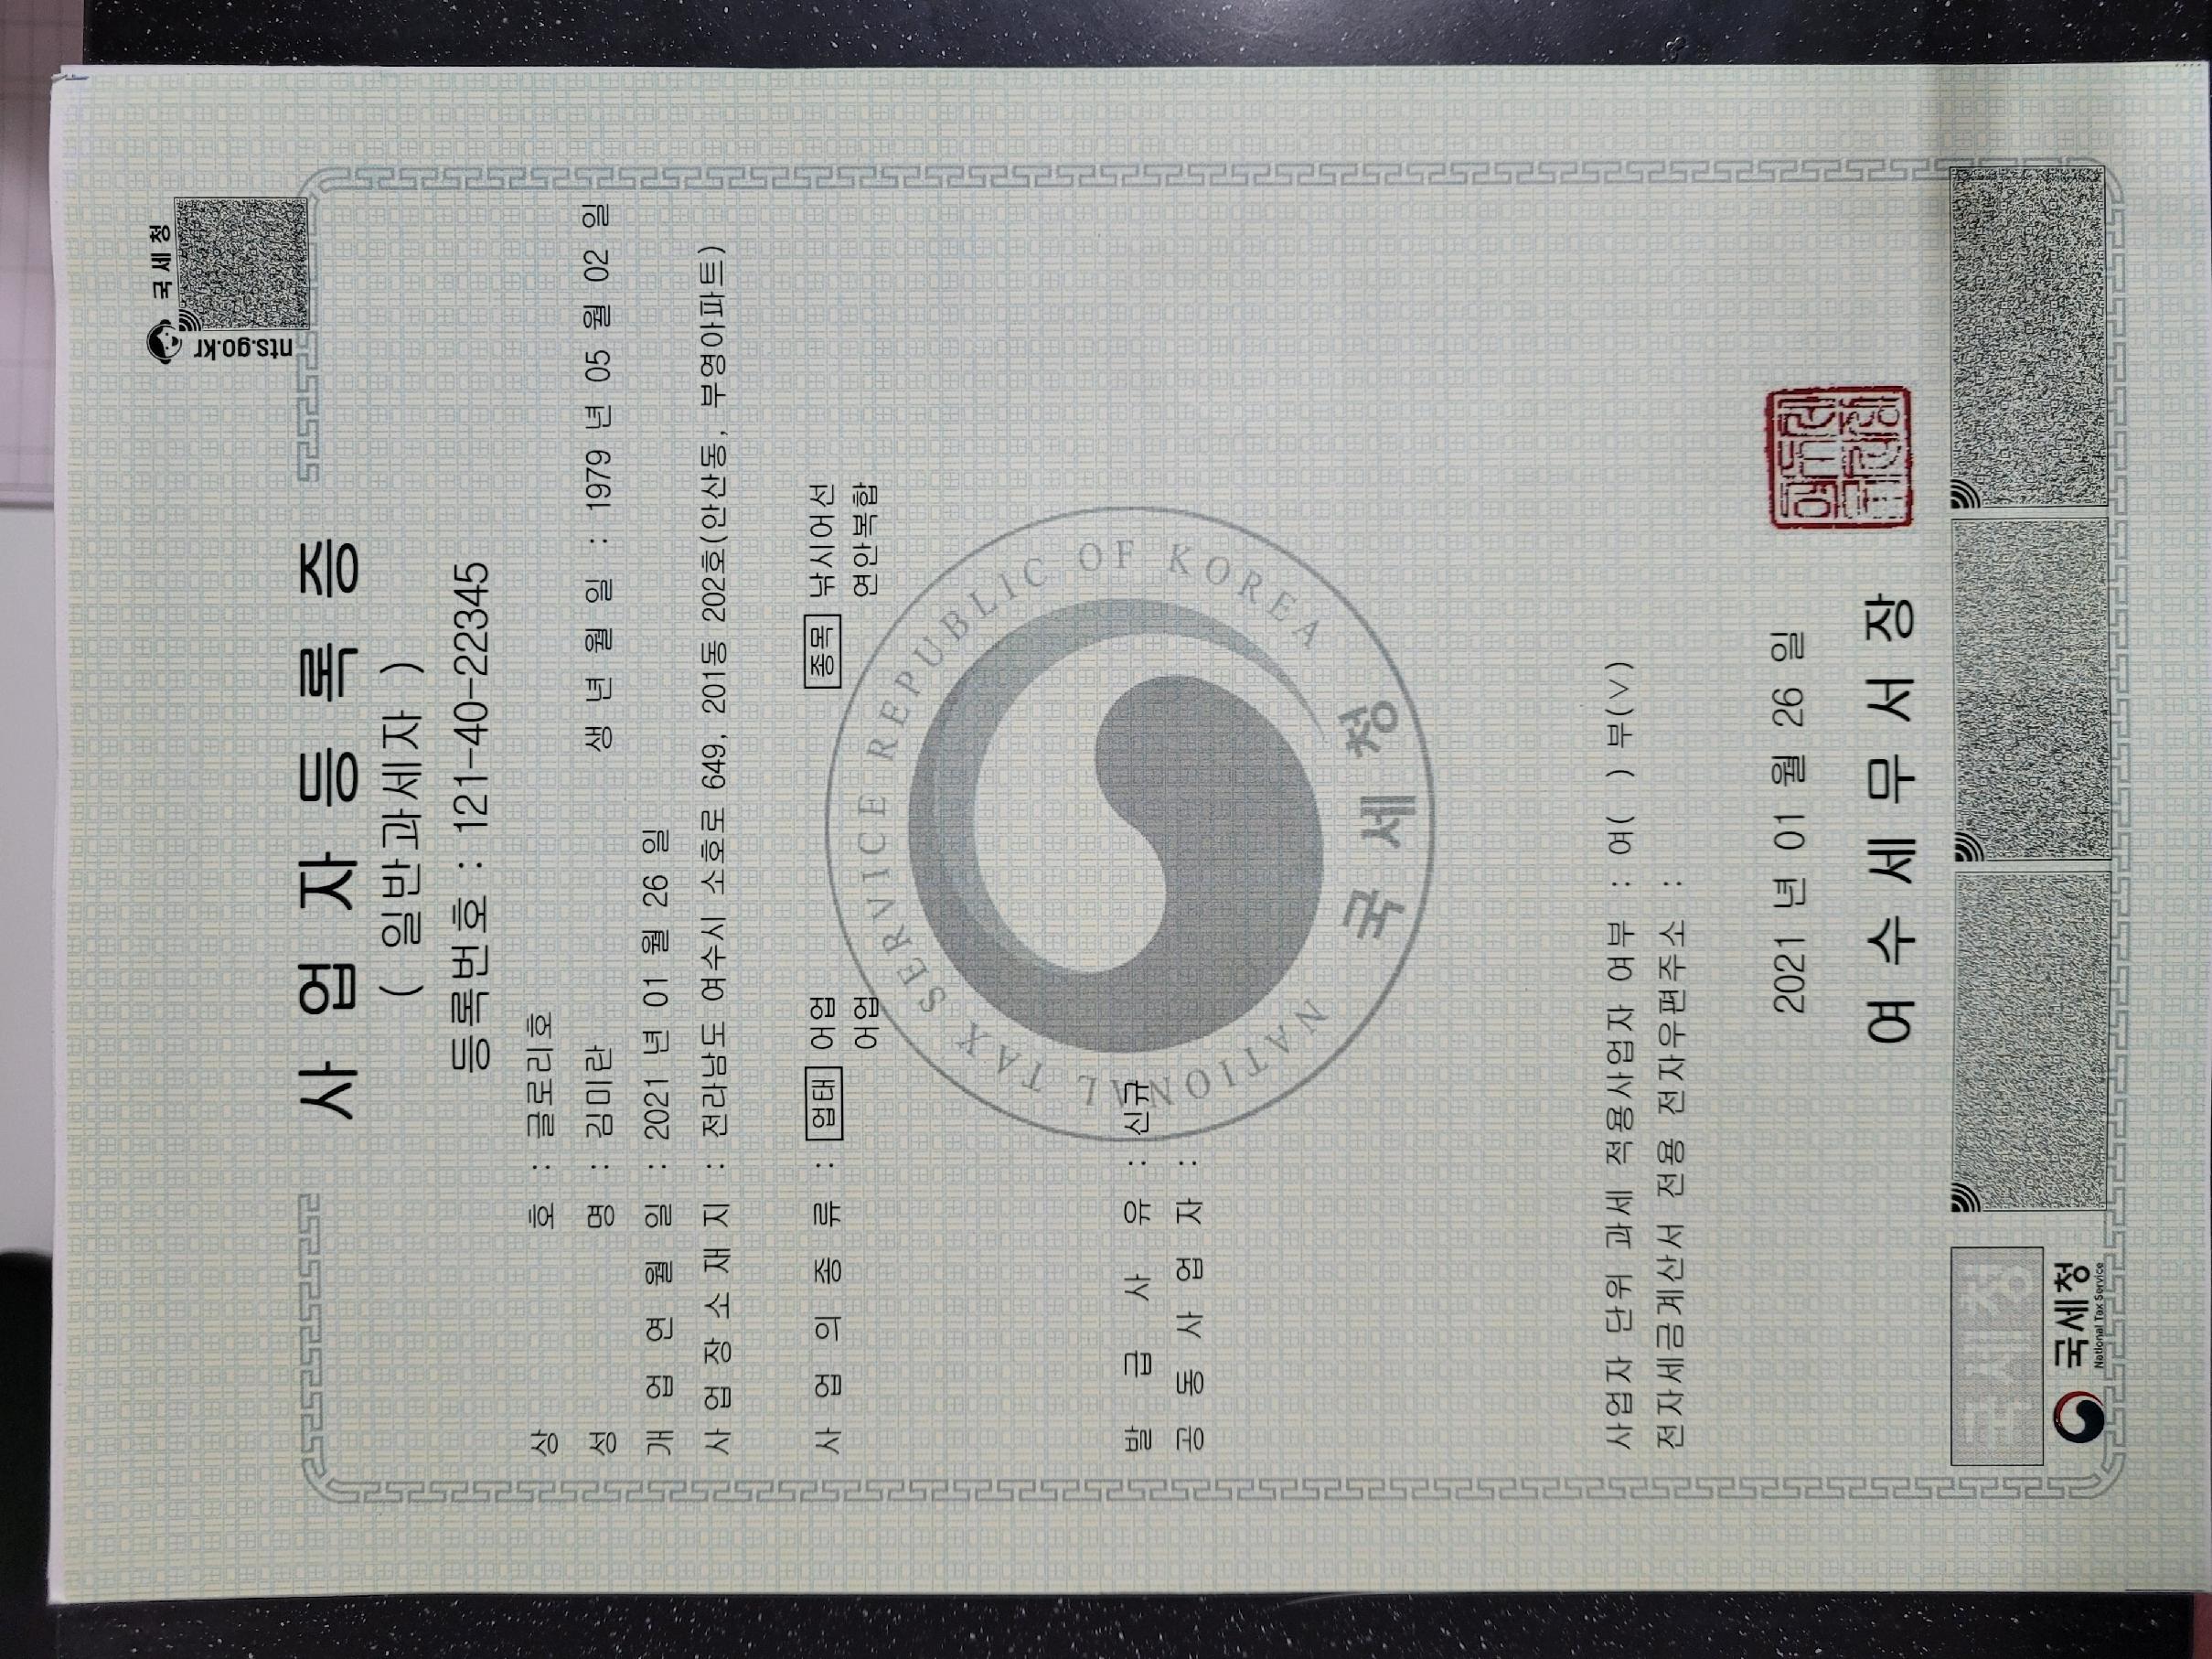 국세청
nts.go.kr
사업자등록증
( 일반과세자 )
등록번호 : 121-40-22345
상 호 : 글로리호
성 명 : 김미란 생 년 월 일 : 1979 년 05 월 02 일
개 업 연 월 일 : 2021 년 01 월 26 일
사 업 장 소 재 지 : 전라남도 여수시 소호로 649, 201동 202호(안산동, 부영아파트)
사 업 의 종 류 : 업태 어업 종목 낚시어선
어업 연안복합
NATIONAL TAX SERVICE REPUBLIC OF KOREA
국세청
발 급 사 유 : 신규
공 동 사 업 자 :
사업자 단위 과세 적용사업자 여부 : 여( ) 부(v)
전자세금계산서 전용 전자우편주소 :
2021 년 01 월 26 일
여 수 세 무 서 장
국세청
국세청
National Tax Service